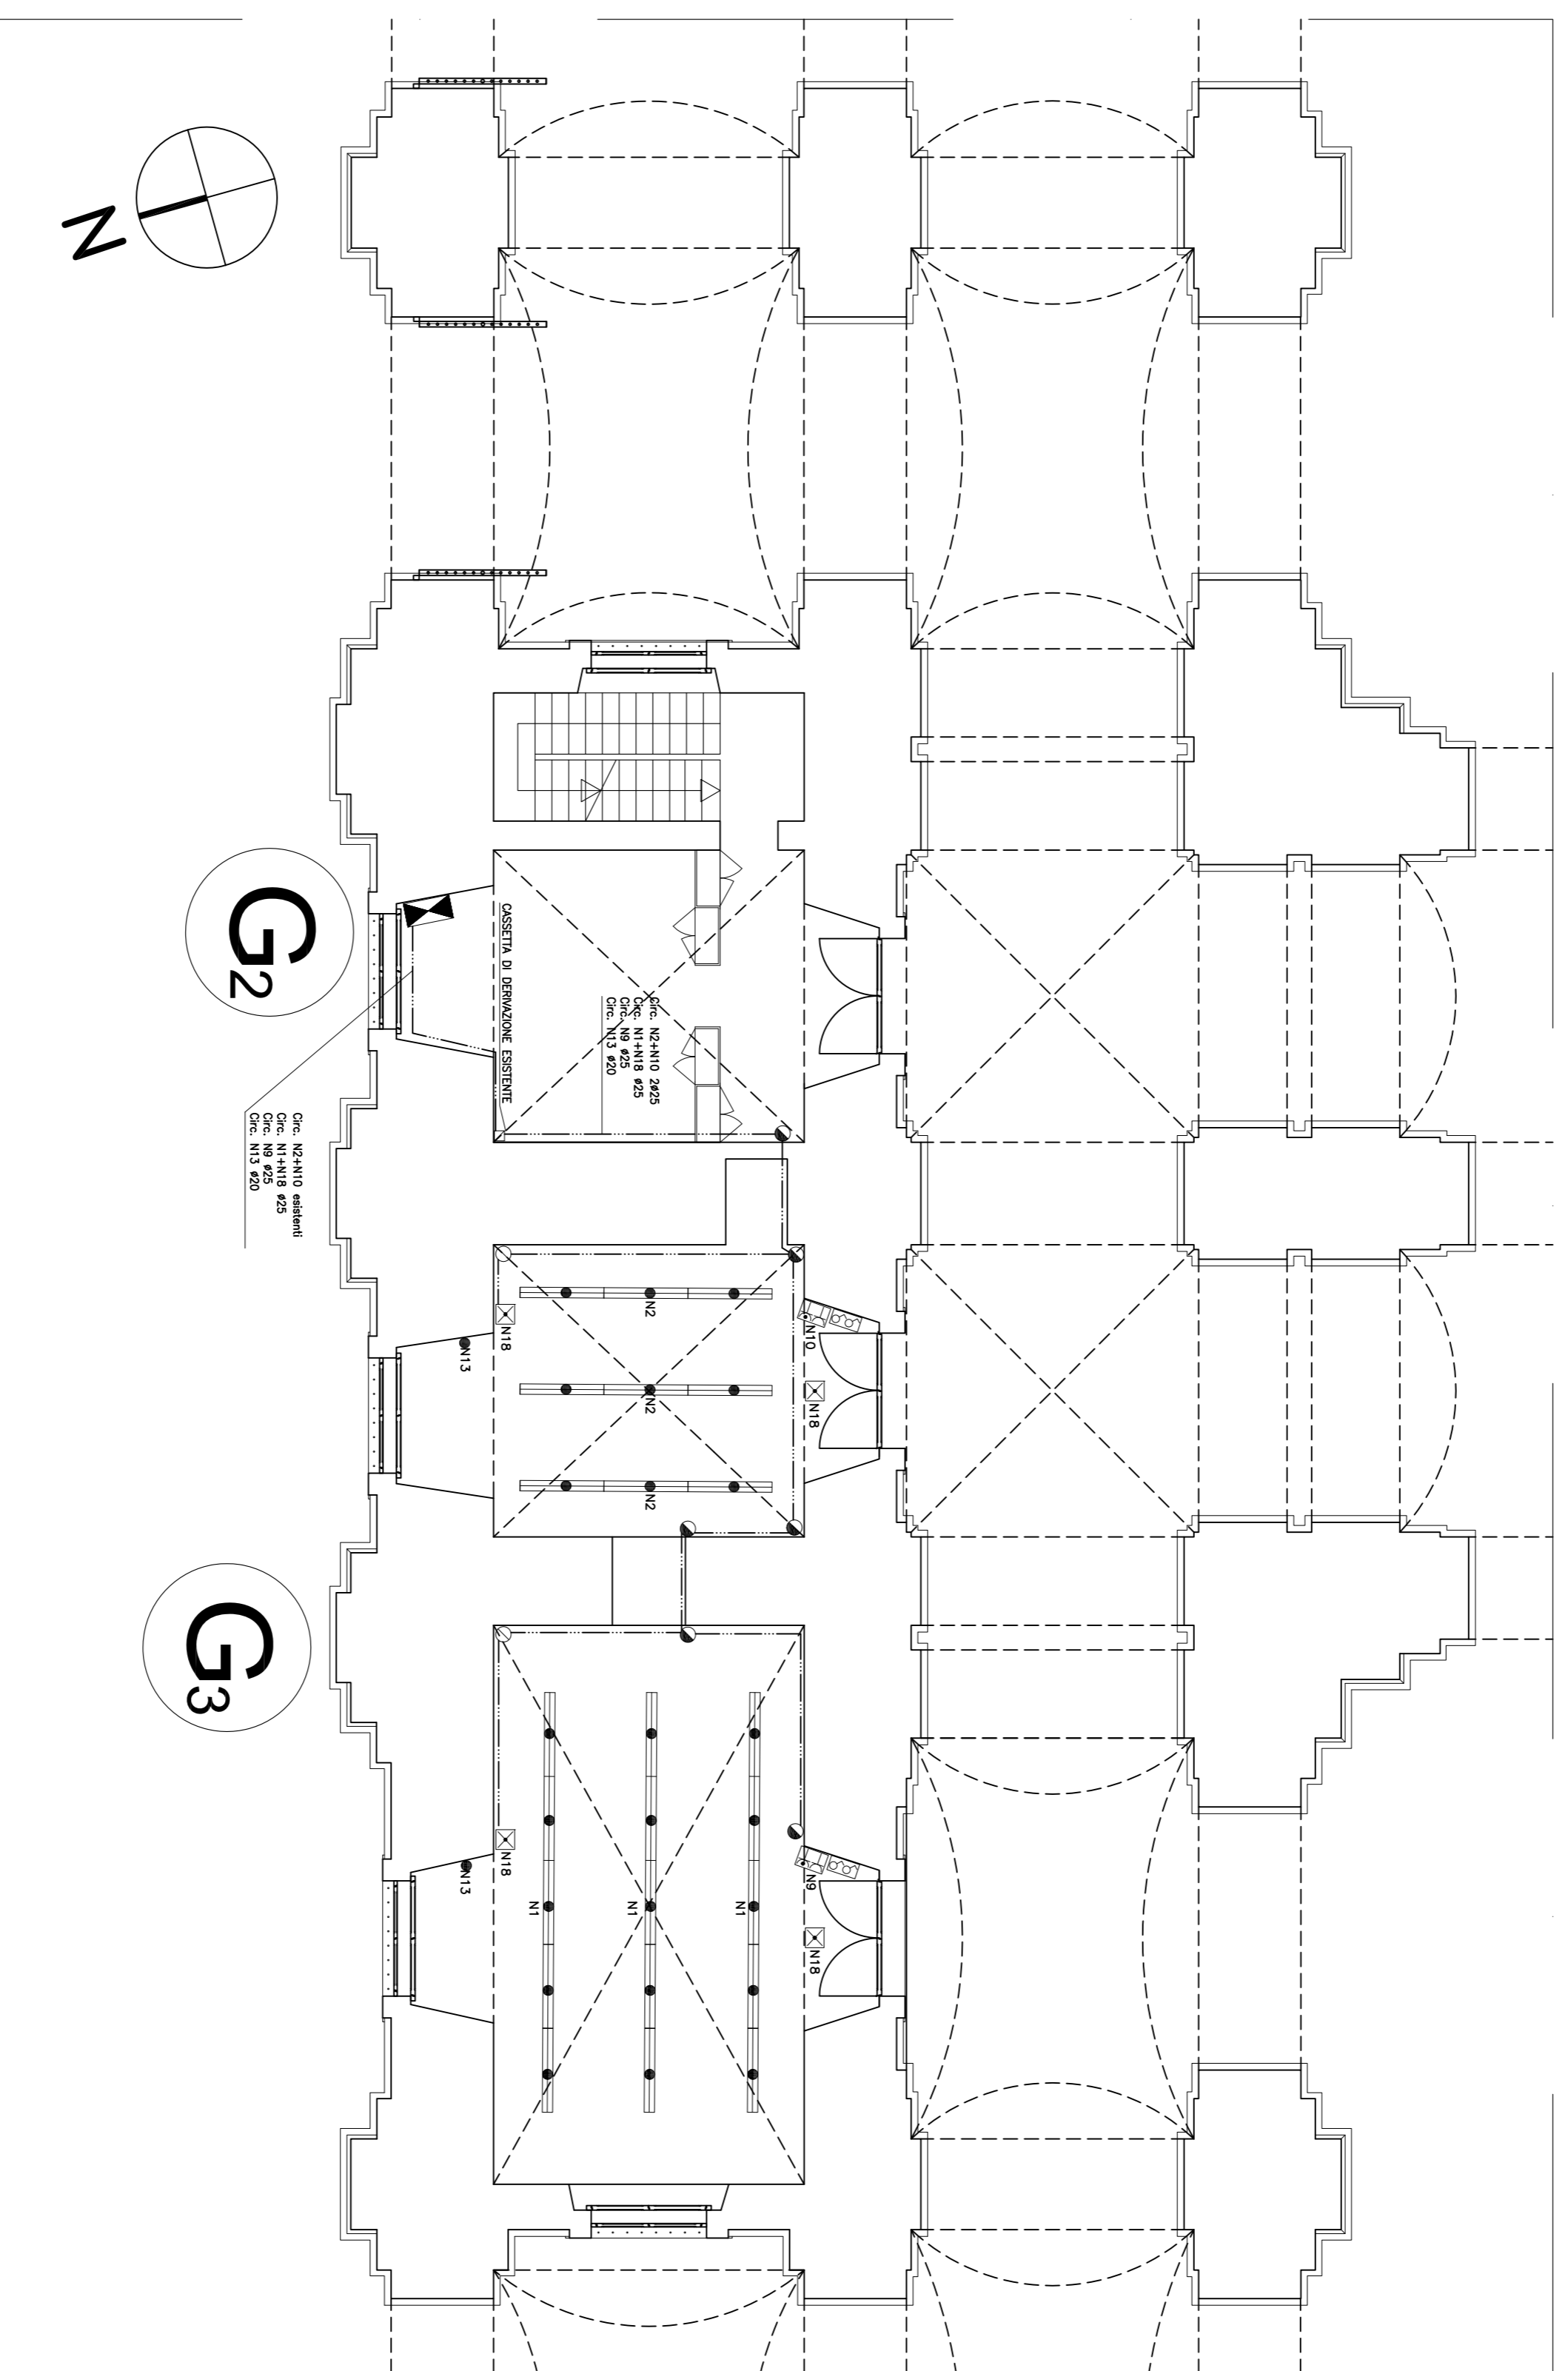 N
G2
CASSETTA DI DERIVAZIONE ESISTENTE
Circ. N2+N10 2ø25
Circ. N1+N18 ø25
Circ. N9 ø25
Circ. N13 ø20
Circ. N2+N10 esistenti
Circ. N1+N18 ø25
Circ. N9 ø25
Circ. N13 ø20
N2
N10
N18
N13
N2
N18
N2
G3
N18
N13
N9
N1
N1
N1
N18